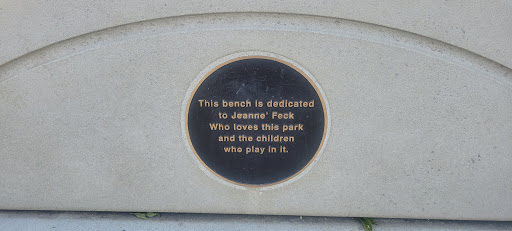 This bench is dedicated
to Jeanne' Peck
Who loves this park
and the children
who play in it.